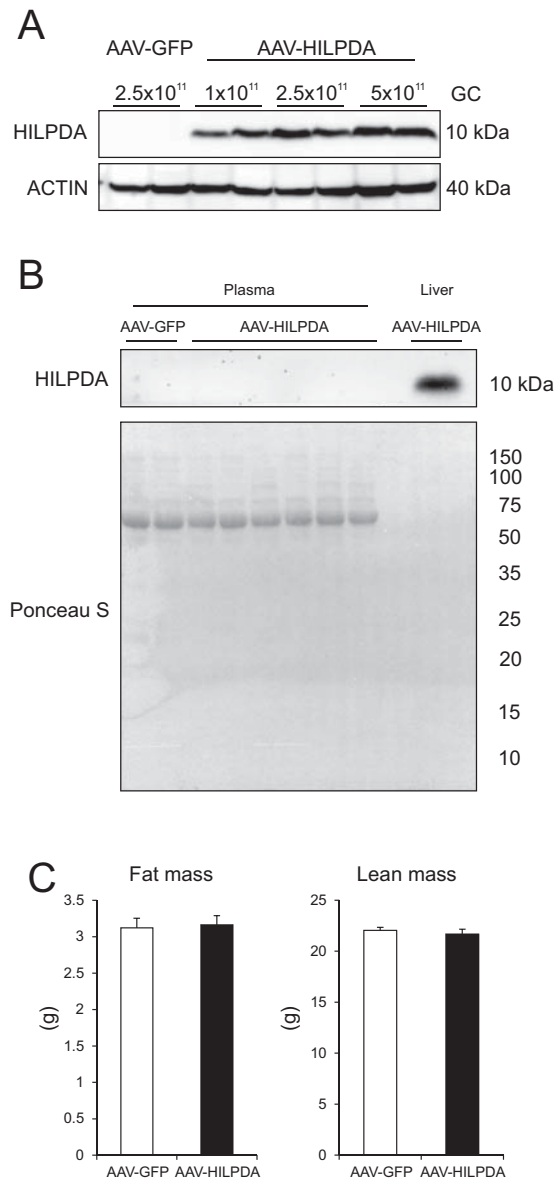 A
AAV-GFP AAV-HILPDA
2.5x10¹¹ 1x10¹¹ 2.5x10¹¹ 5x10¹¹ GC
HILPDA 10 kDa
ACTIN 40 kDa
B
Plasma Liver
AAV-GFP AAV-HILPDA AAV-HILPDA
HILPDA 10 kDa
150
100
75
50
35
Ponceau S
25
20
15
10
C
Fat mass Lean mass
3.5
3
2.5
2
1.5
1
0.5
0
(g)
AAV-GFP AAV-HILPDA
25
20
15
10
5
0
(g)
AAV-GFP AAV-HILPDA